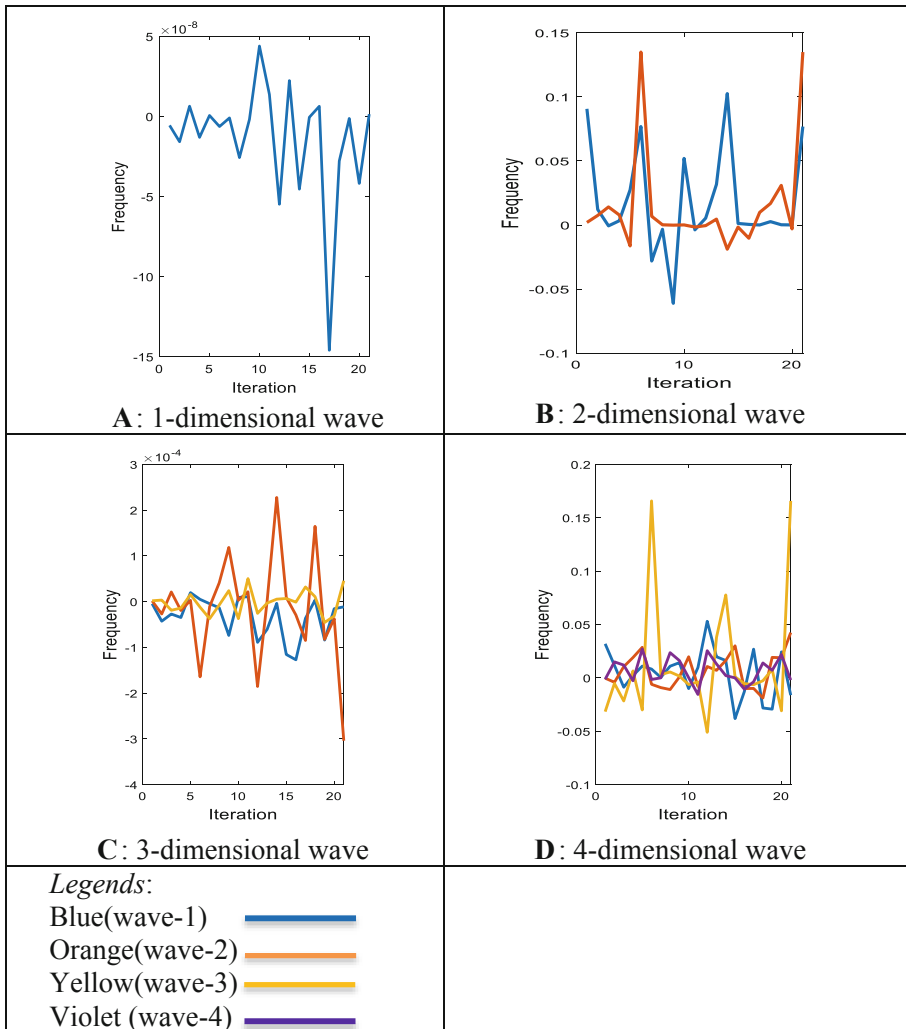 ×10⁻⁸
5
0
-5
-10
-15
0
5
10
15
20
Frequency
Iteration
A: 1-dimensional wave
0.15
0.1
0.05
0
-0.05
-0.1
0
10
20
Frequency
Iteration
B: 2-dimensional wave
×10⁻⁴
3
2
1
0
-1
-2
-3
-4
0
5
10
15
20
Frequency
Iteration
C: 3-dimensional wave
0.2
0.15
0.1
0.05
0
-0.05
-0.1
0
10
20
Frequency
Iteration
D: 4-dimensional wave
Legends:
Blue(wave-1)
Orange(wave-2)
Yellow(wave-3)
Violet (wave-4)